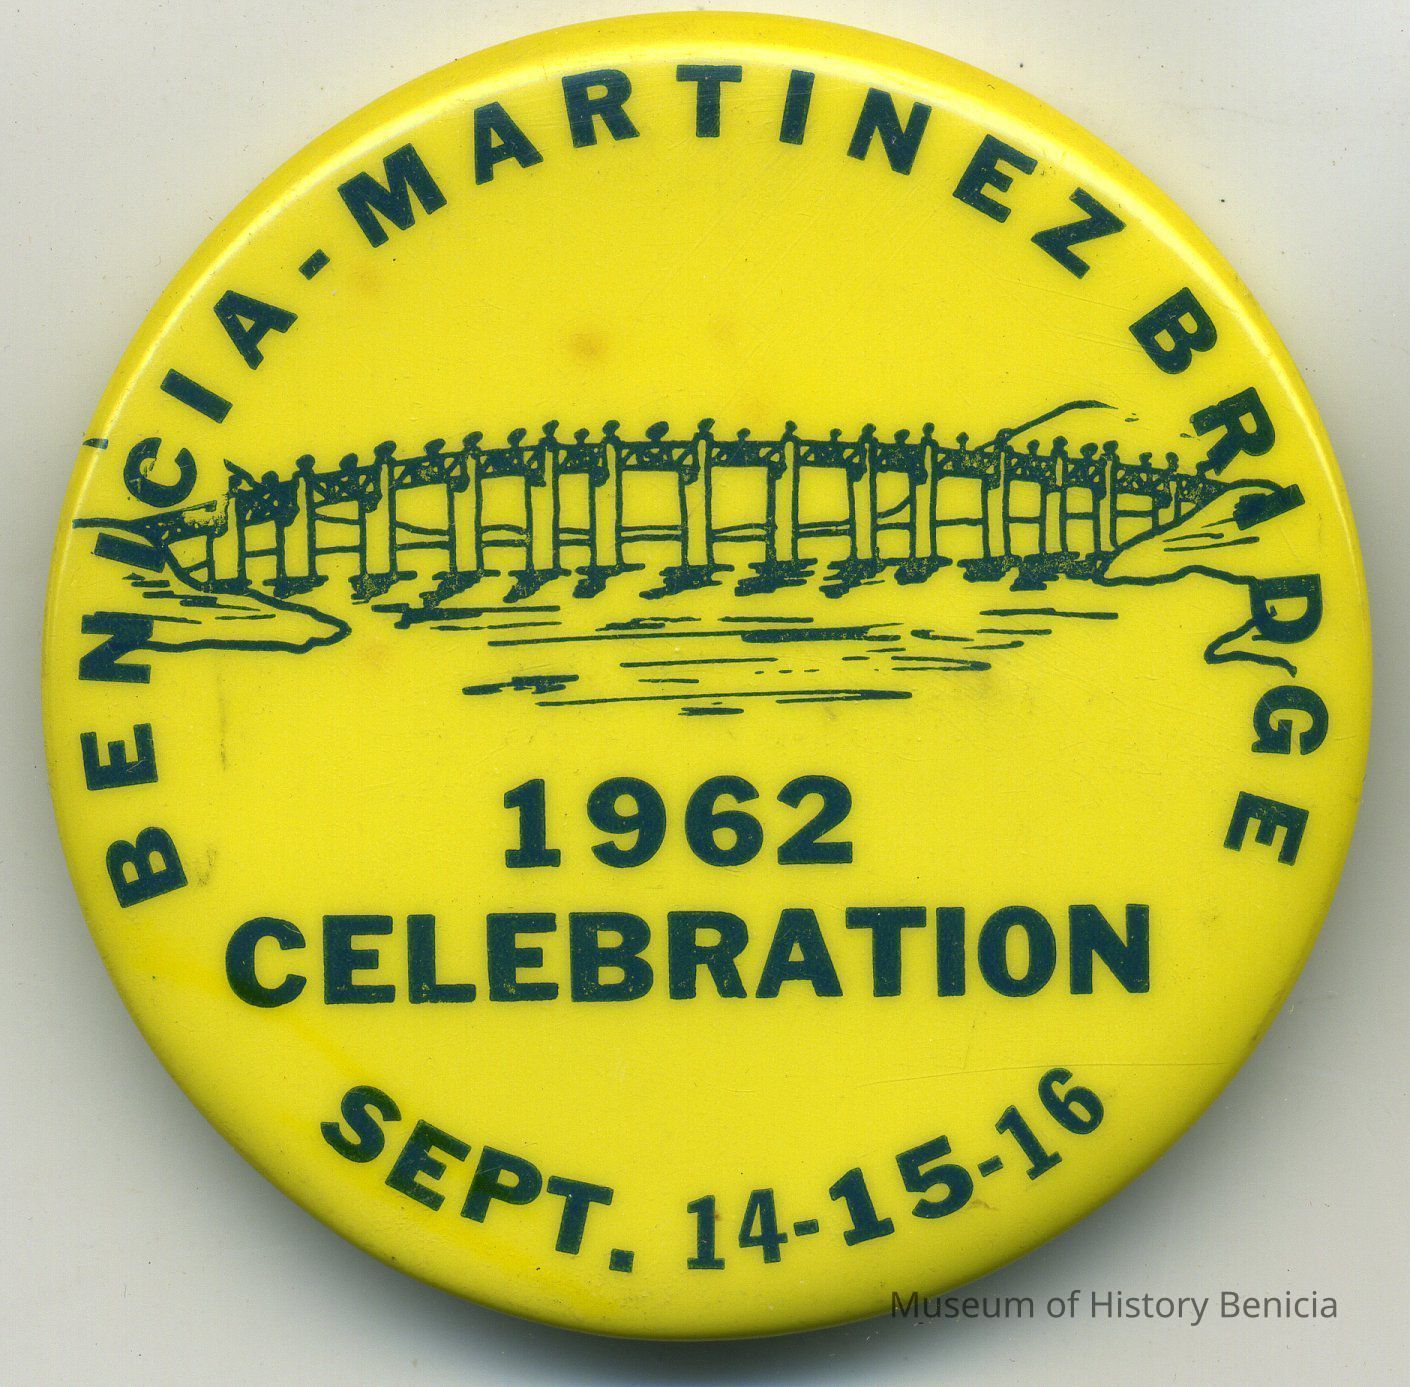 BENICIA-MARTINEZ BRIDGE
1962
CELEBRATION
SEPT. 14-15-16
Museum of History Benicia